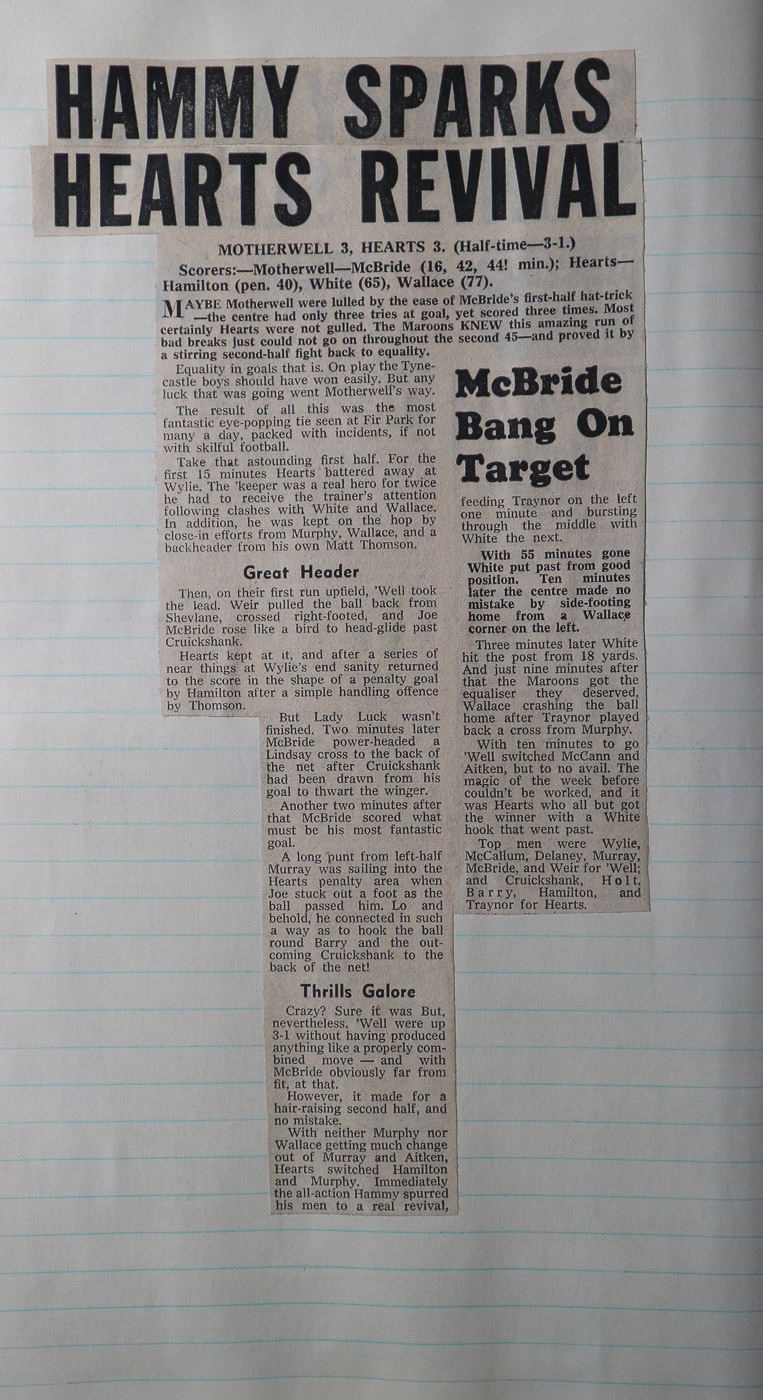 HAMMY SPARKS
HEARTS REVIVAL
MOTHERWELL 3, HEARTS 3. (Half-time—3-1.)
Scorers:—Motherwell—McBride (16, 42, 44! min.); Hearts—
Hamilton (pen. 40), White (65), Wallace (77).
MAYBE Motherwell were lulled by the ease of McBride's first-half hat-trick
—the centre had only three tries at goal, yet scored three times. Most
certainly Hearts were not gulled. The Maroons KNEW this amazing run of
bad breaks just could not go on throughout the second 45—and proved it by
a stirring second-half fight back to equality.
Equality in goals that is. On play the Tyne-
castle boys should have won easily. But any
luck that was going went Motherwell's way.
The result of all this was the most
fantastic eye-popping tie seen at Fir Park for
many a day, packed with incidents, if not
with skilful football.
Take that astounding first half. For the
first 15 minutes Hearts battered away at
Wylie. The 'keeper was a real hero for twice
he had to receive the trainer's attention
following clashes with White and Wallace.
In addition, he was kept on the hop by
close-in efforts from Murphy, Wallace, and a
backheader from his own Matt Thomson.
Great Header
Then, on their first run upfield, 'Well took
the lead. Weir pulled the ball back from
Shevlane, crossed right-footed, and Joe
McBride rose like a bird to head-glide past
Cruickshank.
Hearts kept at it, and after a series of
near things at Wylie's end sanity returned
to the score in the shape of a penalty goal
by Hamilton after a simple handling offence
by Thomson.
But Lady Luck wasn't
finished. Two minutes later
McBride power-headed a
Lindsay cross to the back of
the net after Cruickshank
had been drawn from his
goal to thwart the winger.
Another two minutes after
that McBride scored what
must be his most fantastic
goal.
A long punt from left-half
Murray was sailing into the
Hearts penalty area when
Joe stuck out a foot as the
ball passed him. Lo and
behold, he connected in such
a way as to hook the ball
round Barry and the out-
coming Cruickshank to the
back of the net!
Thrills Galore
Crazy? Sure it was But,
nevertheless, 'Well were up
3-1 without having produced
anything like a properly com-
bined move — and with
McBride obviously far from
fit, at that.
However, it made for a
hair-raising second half, and
no mistake.
With neither Murphy nor
Wallace getting much change
out of Murray and Aitken,
Hearts switched Hamilton
and Murphy. Immediately
the all-action Hammy spurred
his men to a real revival,
McBride
Bang On
Target
feeding Traynor on the left
one minute and bursting
through the middle with
White the next.
With 55 minutes gone
White put past from good
position. Ten minutes
later the centre made no
mistake by side-footing
home from a Wallace
corner on the left.
Three minutes later White
hit the post from 18 yards.
And just nine minutes after
that the Maroons got the
equaliser they deserved,
Wallace crashing the ball
home after Traynor played
back a cross from Murphy.
With ten minutes to go
'Well switched McCann and
Aitken, but to no avail. The
magic of the week before
couldn't be worked, and it
was Hearts who all but got
the winner with a White
hook that went past.
Top men were Wylie,
McCallum, Delaney, Murray,
McBride, and Weir for 'Well;
and Cruickshank, Holt,
Barry, Hamilton, and
Traynor for Hearts.